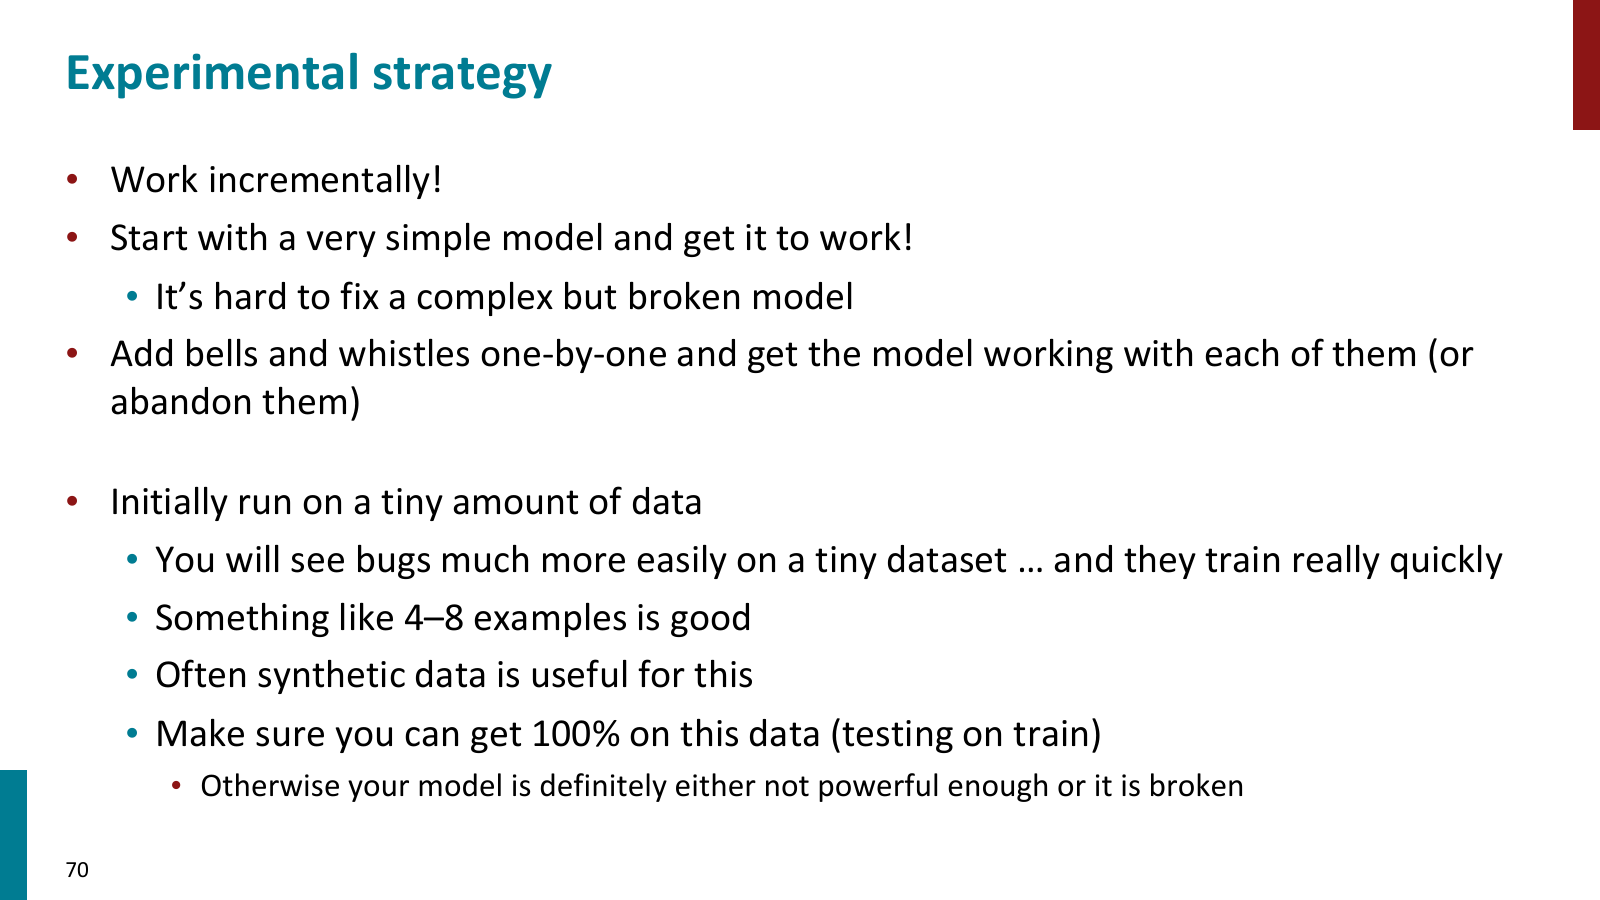 Experimental strategy
• Work incrementally!
• Start with a very simple model and get it to work!
• It’s hard to fix a complex but broken model
• Add bells and whistles one-by-one and get the model working with each of them (or
abandon them)
• Initially run on a tiny amount of data
• You will see bugs much more easily on a tiny dataset … and they train really quickly
• Something like 4–8 examples is good
• Often synthetic data is useful for this
• Make sure you can get 100% on this data (testing on train)
• Otherwise your model is definitely either not powerful enough or it is broken
70